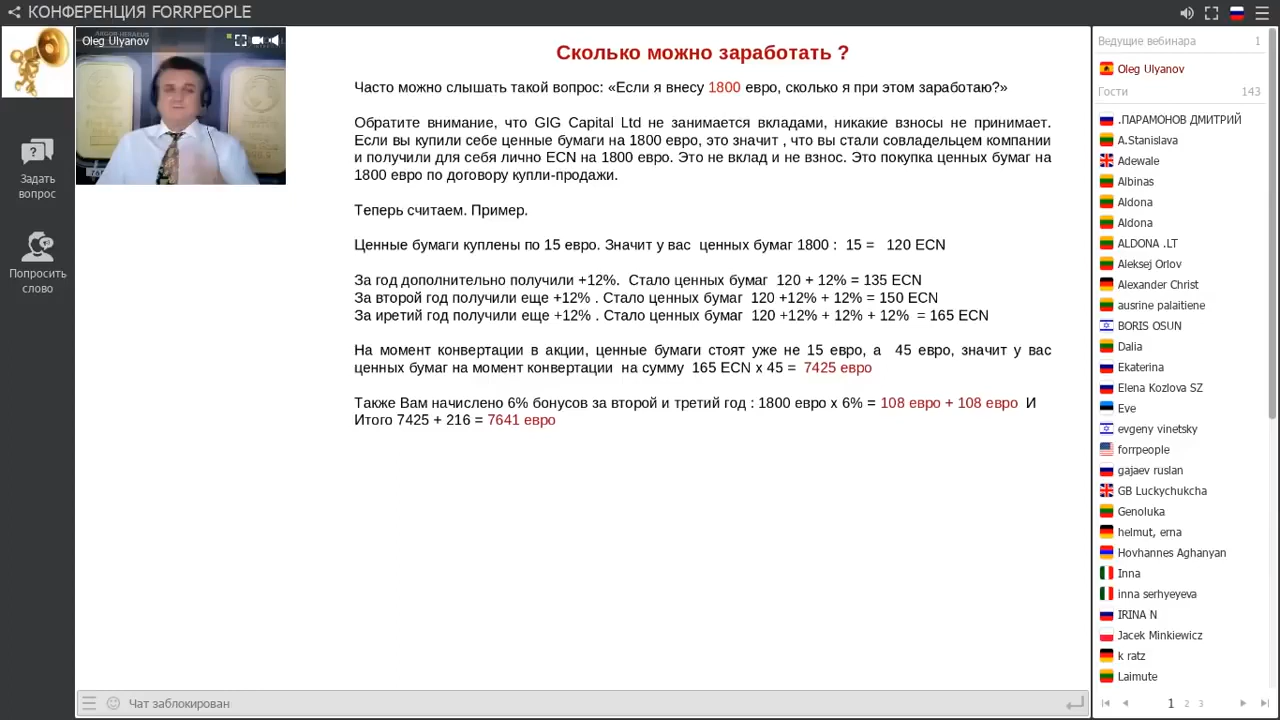 КОНФЕРЕНЦИЯ FORRPEOPLE
Oleg Ulyanov
Задать
вопрос
Попросить
слово
Сколько можно заработать ?
Часто можно слышать такой вопрос: «Если я внесу 1800 евро, сколько я при этом заработаю?»
Обратите внимание, что GIG Capital Ltd не занимается вкладами, никакие взносы не принимает.
Если вы купили себе ценные бумаги на 1800 евро, это значит , что вы стали совладельцем компании
и получили для себя лично ECN на 1800 евро. Это не вклад и не взнос. Это покупка ценных бумаг на
1800 евро по договору купли-продажи.
Теперь считаем. Пример.
Ценные бумаги куплены по 15 евро. Значит у вас ценных бумаг 1800 : 15 = 120 ECN
За год дополнительно получили +12%. Стало ценных бумаг 120 + 12% = 135 ECN
За второй год получили еще +12% . Стало ценных бумаг 120 +12% + 12% = 150 ECN
За иретий год получили еще +12% . Стало ценных бумаг 120 +12% + 12% + 12% = 165 ECN
На момент конвертации в акции, ценные бумаги стоят уже не 15 евро, а 45 евро, значит у вас
ценных бумаг на момент конвертации на сумму 165 ECN x 45 = 7425 евро
Также Вам начислено 6% бонусов за второй и третий год : 1800 евро x 6% = 108 евро + 108 евро И
Итого 7425 + 216 = 7641 евро
Чат заблокирован
Ведущие вебинара 1
Oleg Ulyanov
Гости 143
.ПАРАМОНОВ ДМИТРИЙ
A.Stanislava
Adewale
Albinas
Aldona
Aldona
ALDONA .LT
Aleksej Orlov
Alexander Christ
ausrine palaitiene
BORIS OSUN
Dalia
Ekaterina
Elena Kozlova SZ
Eve
evgeny vinetsky
forrpeople
gajaev ruslan
GB Luckychukcha
Genoluka
helmut, erna
Hovhannes Aghanyan
Inna
inna serhyeyeva
IRINA N
Jacek Minkiewicz
k ratz
Laimute
1 2 3